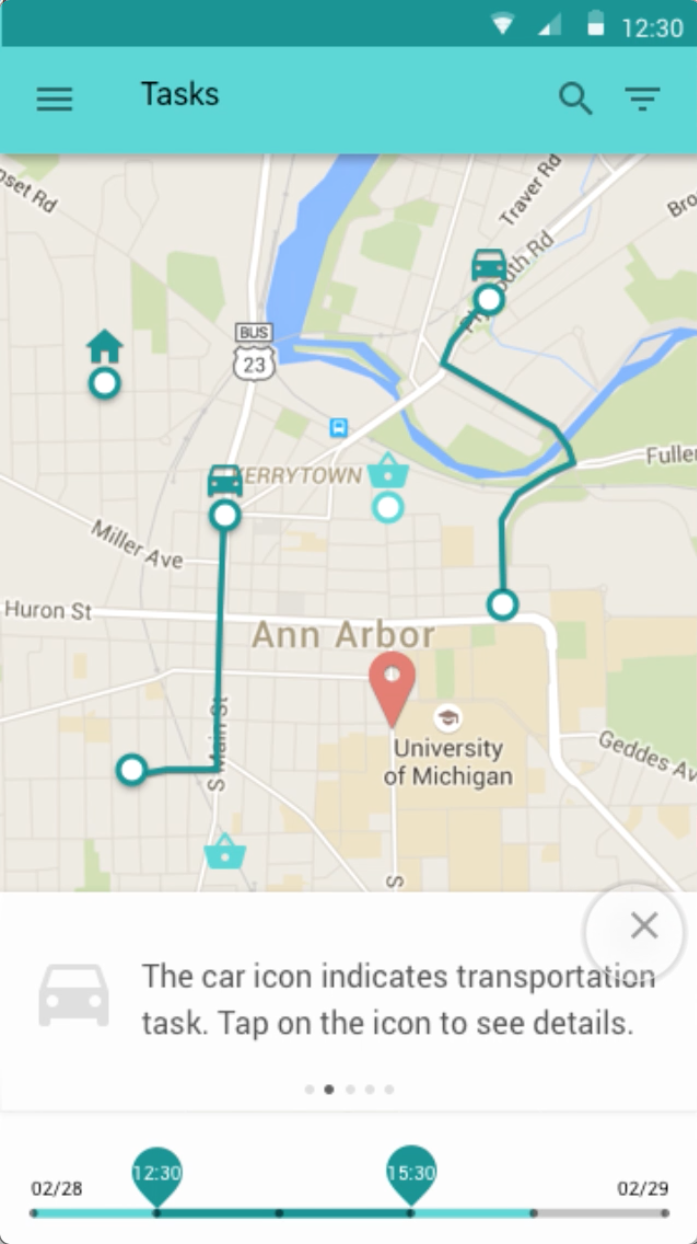 12:30
Tasks
pset Rd
Traver Rd
Bro
Plymouth Rd
BUS
23
KERRYTOWN
Fuller
Miller Ave
Huron St
Ann Arbor
S Main St
University
of Michigan
Geddes Av
S
The car icon indicates transportation
task. Tap on the icon to see details.
12:30
15:30
02/28
02/29